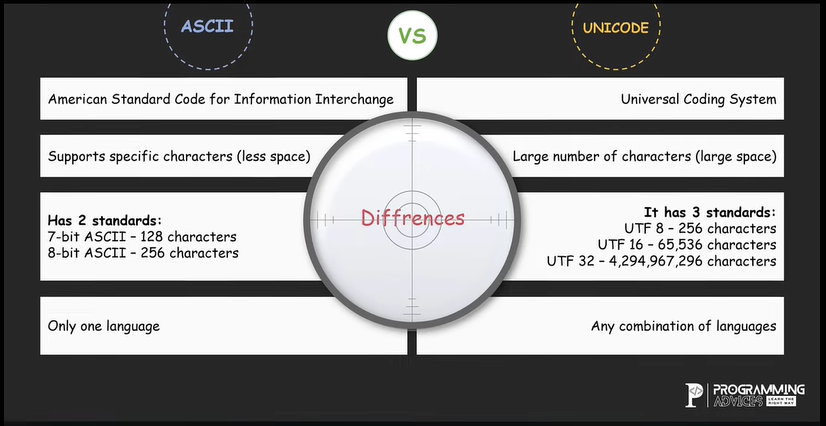 ASCII
VS
UNICODE
American Standard Code for Information Interchange
Universal Coding System
Supports specific characters (less space)
Large number of characters (large space)
Diffrences
Has 2 standards:
7-bit ASCII – 128 characters
8-bit ASCII – 256 characters
It has 3 standards:
UTF 8 – 256 characters
UTF 16 – 65,536 characters
UTF 32 – 4,294,967,296 characters
Only one language
Any combination of languages
P </>
PROGRAMMING
ADVICES
LEARN THE
RIGHT WAY